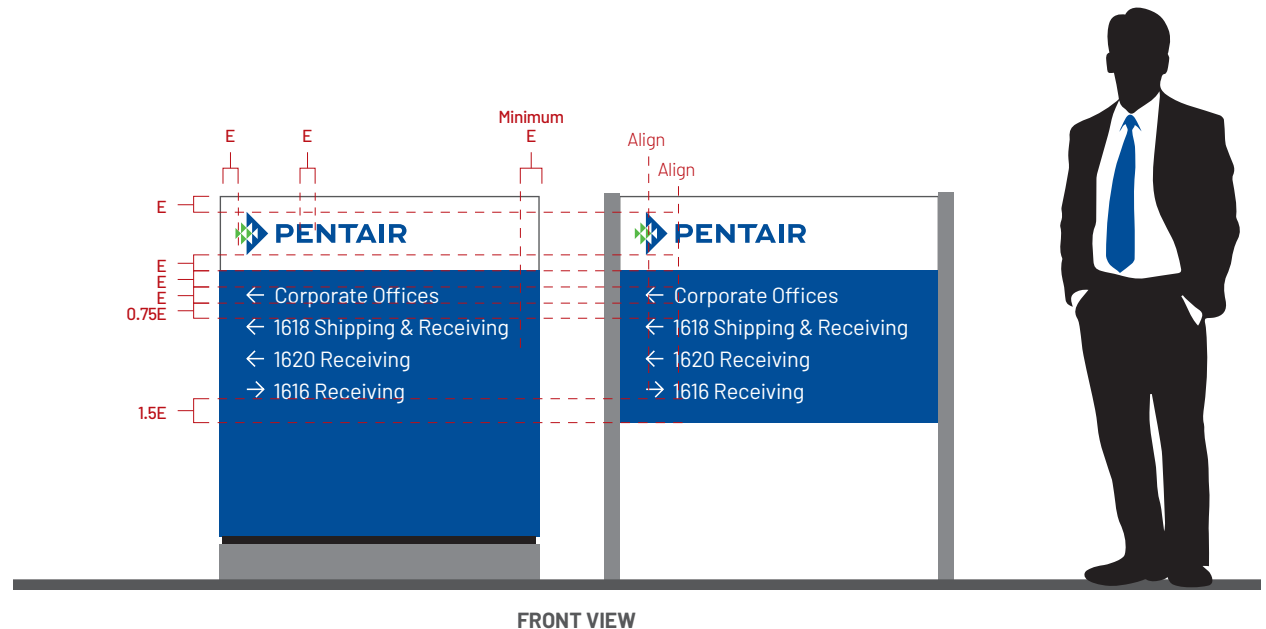 Minimum
E E E
Align
Align
E
PENTAIR PENTAIR
E
E
E
0.75E
← Corporate Offices ← Corporate Offices
← 1618 Shipping & Receiving ← 1618 Shipping & Receiving
← 1620 Receiving ← 1620 Receiving
→ 1616 Receiving → 1616 Receiving
1.5E
FRONT VIEW